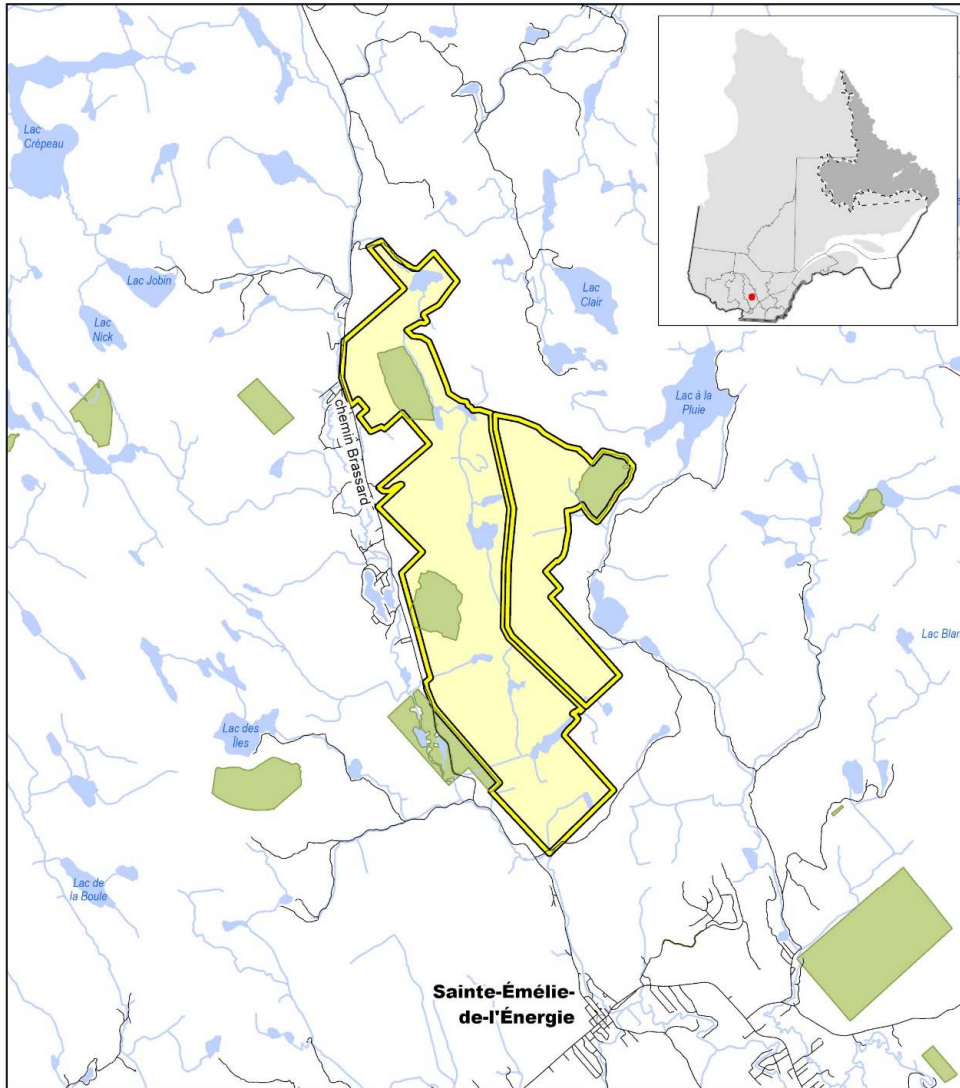 Lac
Crépeau
Lac Jobin
Lac
Nick
Lac
Clair
Lac à la
Pluie
chemin Brassard
Lac Blan
Lac des
Îles
Lac de
la Boule
Sainte-Émélie-
de-l'Énergie